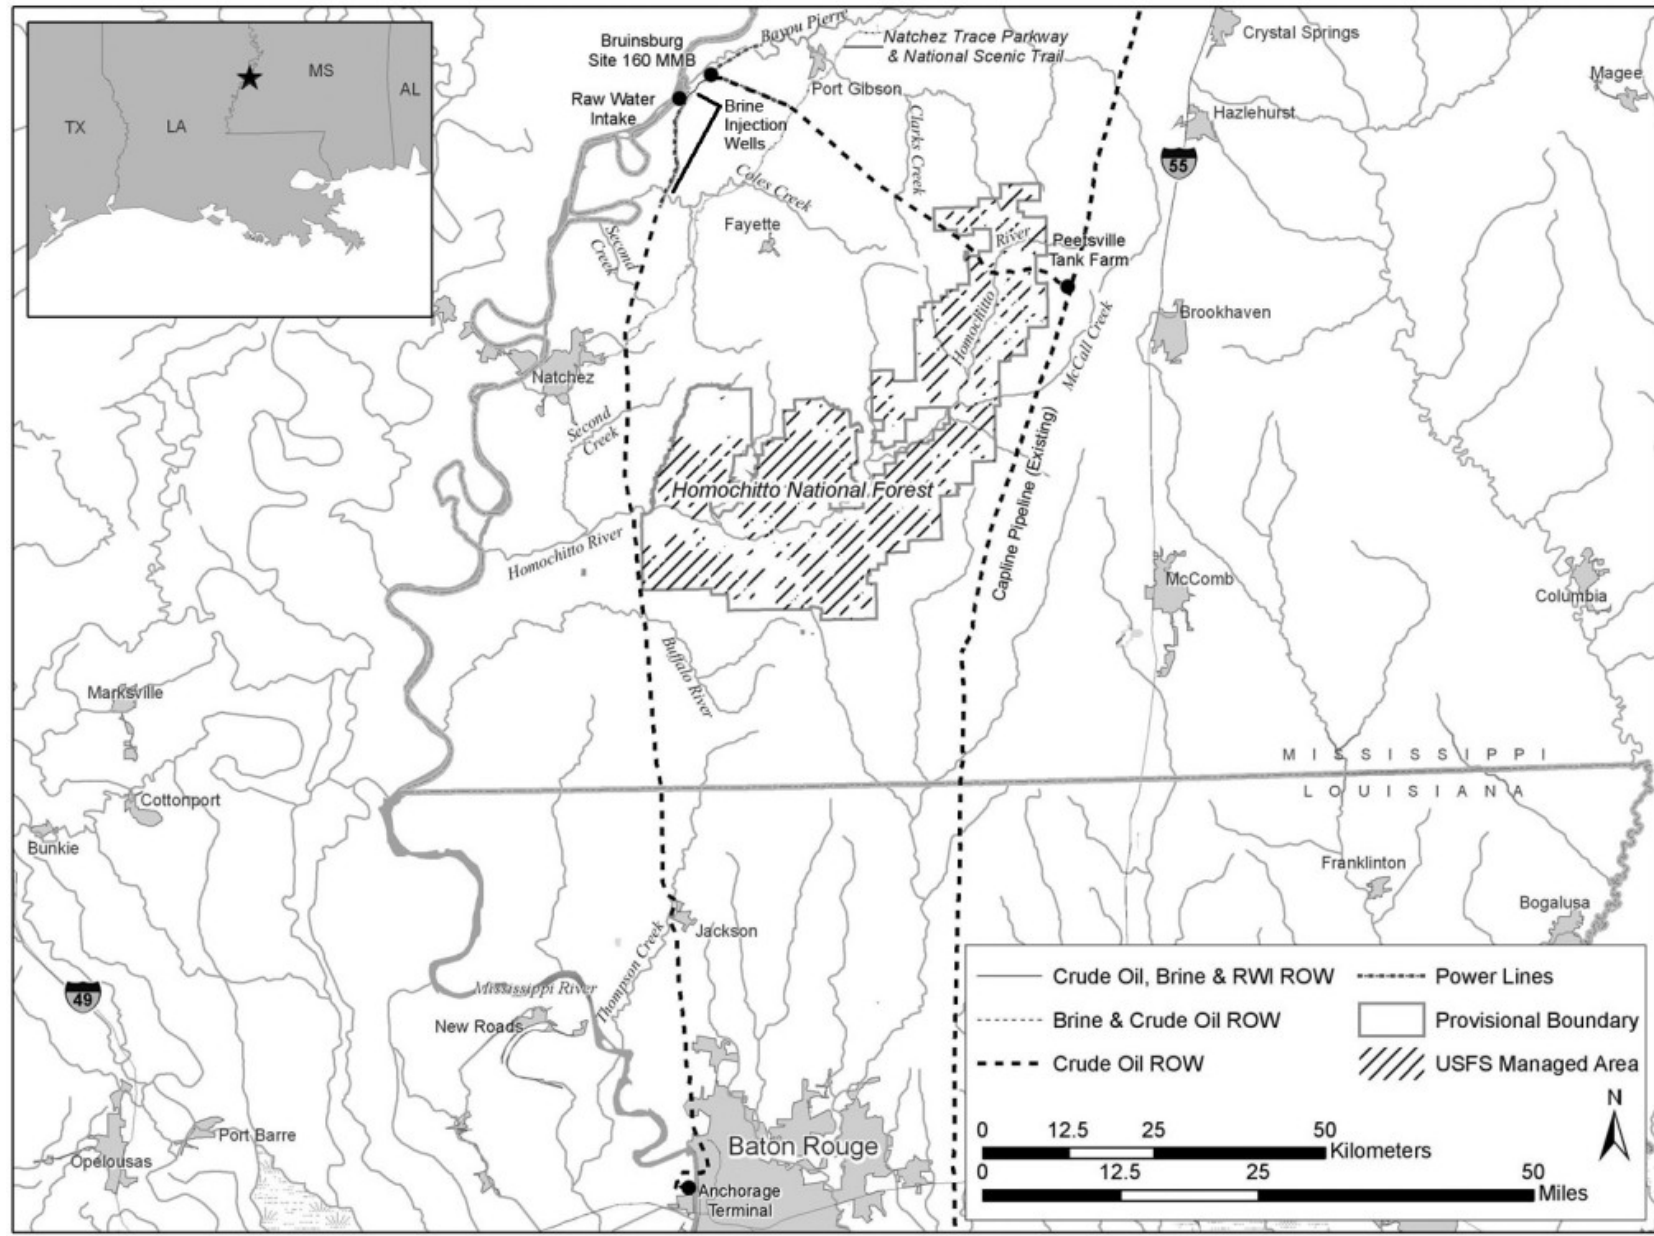 TX
LA
MS
AL
Bruinsburg
Site 160 MMB
Raw Water
Intake
Bayou Pierre
Natchez Trace Parkway
& National Scenic Trail
Port Gibson
Brine
Injection
Wells
Crystal Springs
Magee
Hazlehurst
55
Clarks Creek
Coles Creek
Fayette
Second
Creek
River
Peetsville
Tank Farm
Homochitto
McCall Creek
Brookhaven
Natchez
Second
Creek
Homochitto National Forest
Capline Pipeline (Existing)
Homochitto River
McComb
Columbia
Buffalo River
Marksville
MISSISSIPPI
LOUISIANA
Cottonport
Bunkie
Franklinton
Bogalusa
Jackson
Thompson Creek
49
Mississippi River
New Roads
Port Barre
Opelousas
Baton Rouge
Anchorage
Terminal
Crude Oil, Brine & RWI ROW
Brine & Crude Oil ROW
Crude Oil ROW
Power Lines
Provisional Boundary
USFS Managed Area
N
0 12.5 25 50
Kilometers
0 12.5 25 50
Miles